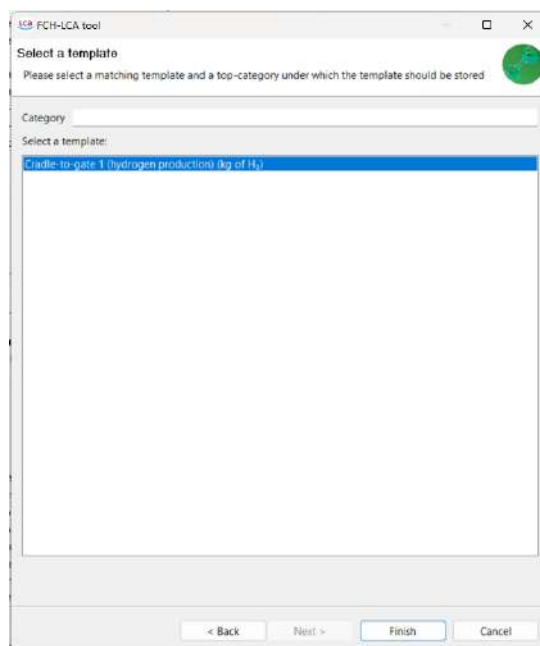 LCA FCH-LCA tool
Select a template
Please select a matching template and a top-category under which the template should be stored
Category
Select a template:
Cradle-to-gate 1 (hydrogen production) (kg of H₂)
< Back Next > Finish Cancel